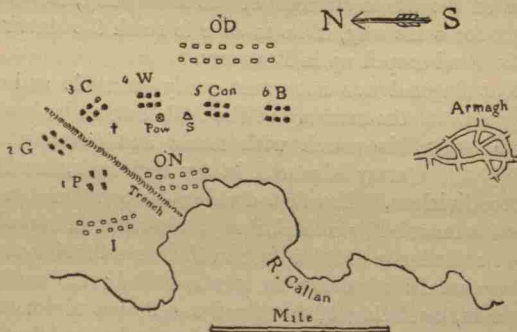 OD
N S
3 C
4 W
5 Con
6 B
Armagh
† Pow S
2 G
ON
1 P
Trench
I
R. Callan
Mile